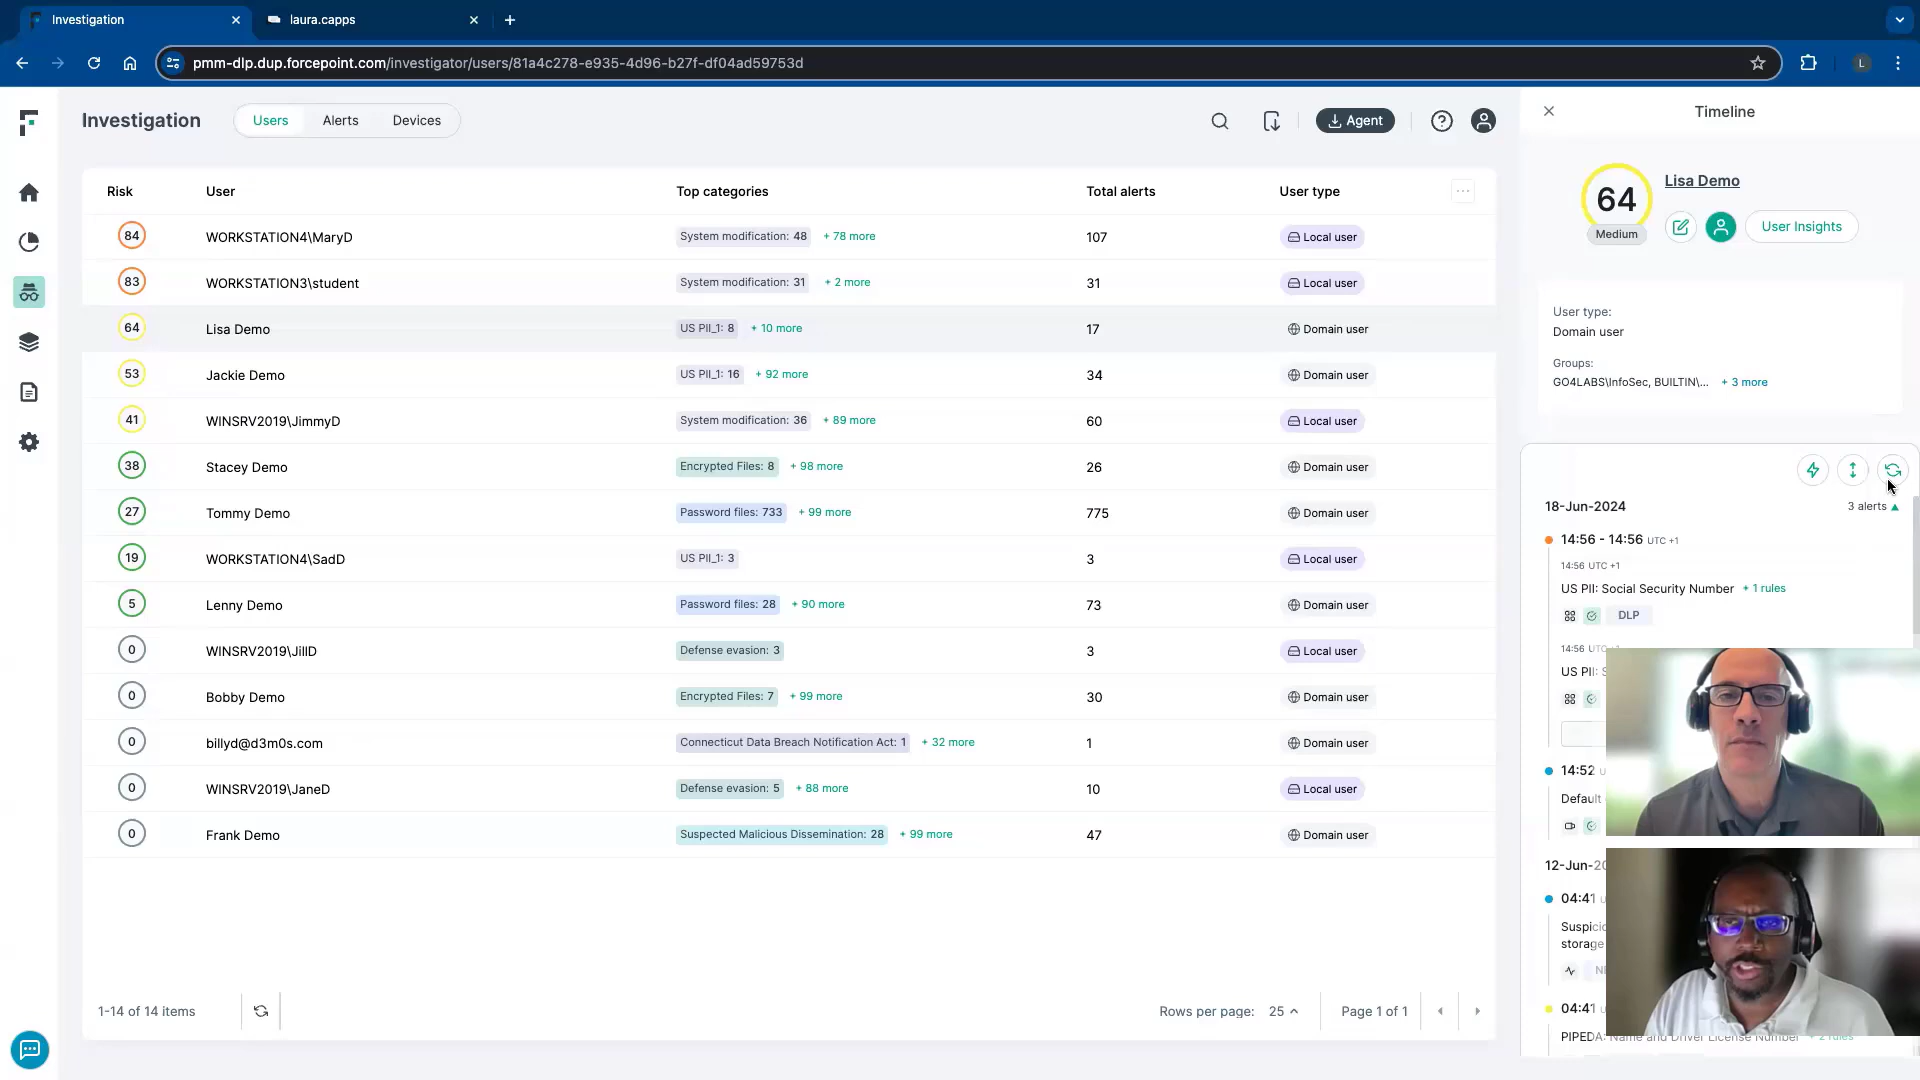 Investigation
laura.capps
pmm-dlp.dup.forcepoint.com/investigator/users/81a4c278-e935-4d96-b27f-df04ad59753d
L
Investigation
Users
Alerts
Devices
Agent
Risk
User
Top categories
Total alerts
User type
84 WORKSTATION4\MaryD System modification: 48 + 78 more 107 Local user
83 WORKSTATION3\student System modification: 31 + 2 more 31 Local user
64 Lisa Demo US PII_1: 8 + 10 more 17 Domain user
53 Jackie Demo US PII_1: 16 + 92 more 34 Domain user
41 WINSRV2019\JimmyD System modification: 36 + 89 more 60 Local user
38 Stacey Demo Encrypted Files: 8 + 98 more 26 Domain user
27 Tommy Demo Password files: 733 + 99 more 775 Domain user
19 WORKSTATION4\SadD US PII_1: 3 3 Local user
5 Lenny Demo Password files: 28 + 90 more 73 Domain user
0 WINSRV2019\JillD Defense evasion: 3 3 Local user
0 Bobby Demo Encrypted Files: 7 + 99 more 30 Domain user
0 billyd@d3m0s.com Connecticut Data Breach Notification Act: 1 + 32 more 1 Domain user
0 WINSRV2019\JaneD Defense evasion: 5 + 88 more 10 Local user
0 Frank Demo Suspected Malicious Dissemination: 28 + 99 more 47 Domain user
1-14 of 14 items
Rows per page: 25
Page 1 of 1
Timeline
64
Medium
Lisa Demo
User Insights
User type:
Domain user
Groups:
GO4LABS\InfoSec, BUILTIN\... + 3 more
18-Jun-2024 3 alerts
14:56 - 14:56 UTC +1
14:56 UTC +1
US PII: Social Security Number + 1 rules
DLP
14:56 UTC +1
US PII:
14:52
Default
12-Jun-20
04:41
storage
04:41
PIPEDA: Name and Driver License Number + 2 rules